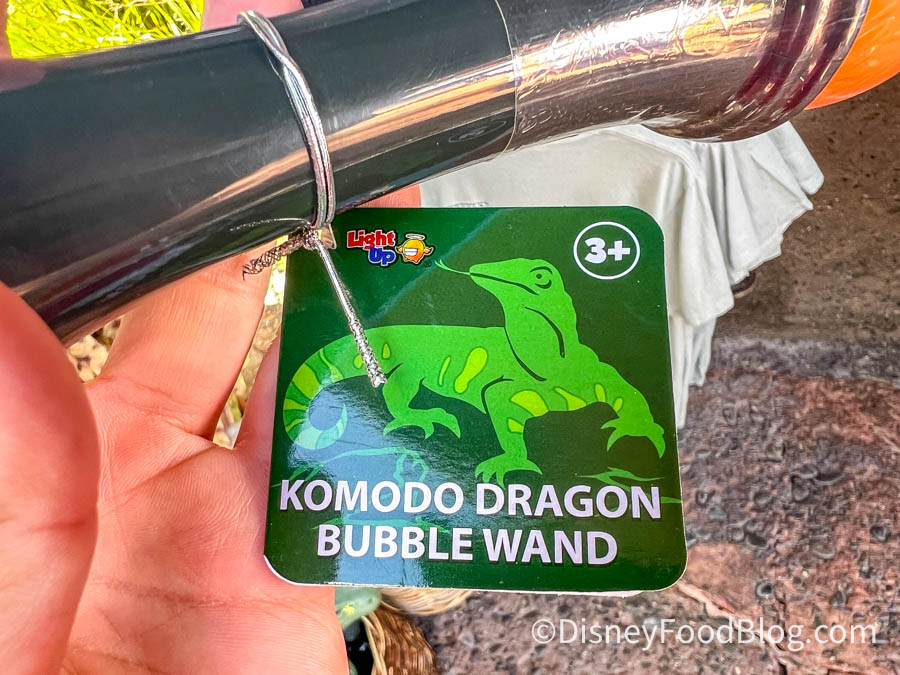 Light
Up
3+
KOMODO DRAGON
BUBBLE WAND
©DisneyFoodBlog.com